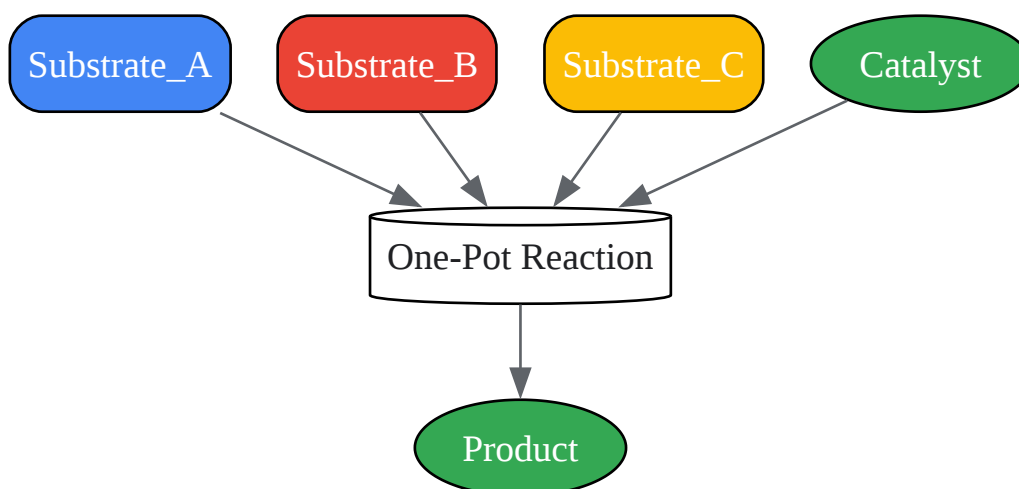 Substrate_A
Substrate_B
Substrate_C
Catalyst
One-Pot Reaction
Product